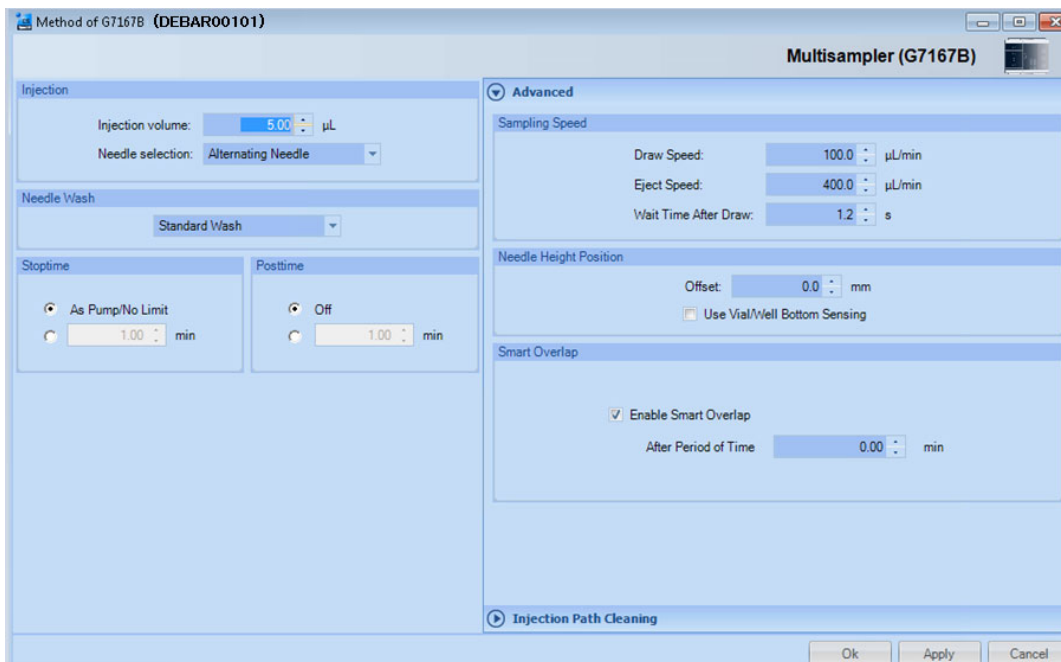 Method of G7167B (DEBAR00101)
Multisampler (G7167B)
Injection
Injection volume: 5.00 µL
Needle selection: Alternating Needle
Needle Wash
Standard Wash
Stoptime
As Pump/No Limit
1.00 min
Posttime
Off
1.00 min
Advanced
Sampling Speed
Draw Speed: 100.0 µL/min
Eject Speed: 400.0 µL/min
Wait Time After Draw: 1.2 s
Needle Height Position
Offset: 0.0 mm
Use Vial/Well Bottom Sensing
Smart Overlap
Enable Smart Overlap
After Period of Time 0.00 min
Injection Path Cleaning
Ok Apply Cancel